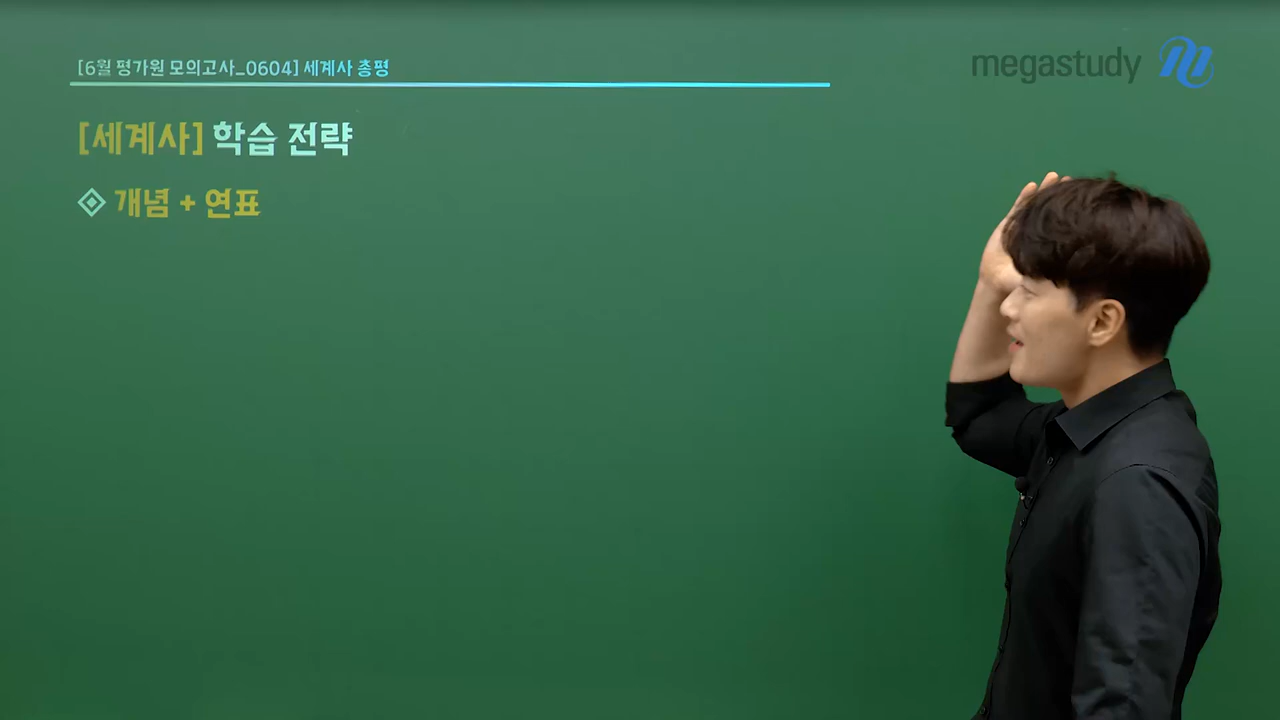 [6월 평가원 모의고사_0604] 세계사 총평
megastudy
[세계사] 학습 전략
개념 + 연표